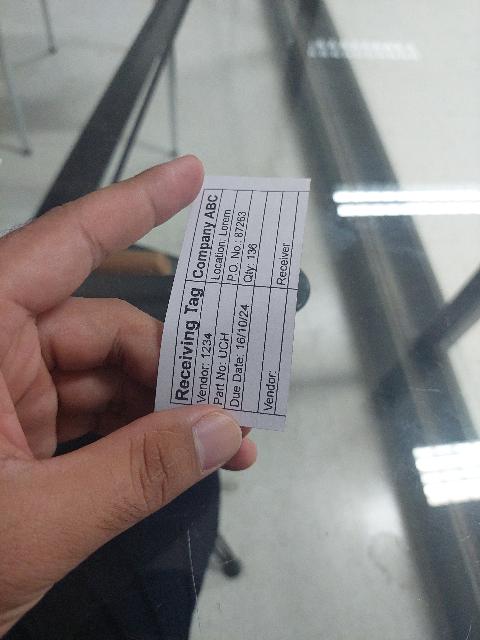 Receiving Tag Company ABC
Vendor: 1234 Location: Lorem
Part No: UCH P.O. No.: 87263
Due Date: 16/10/24 Qty: 136
Vendor: Receiver